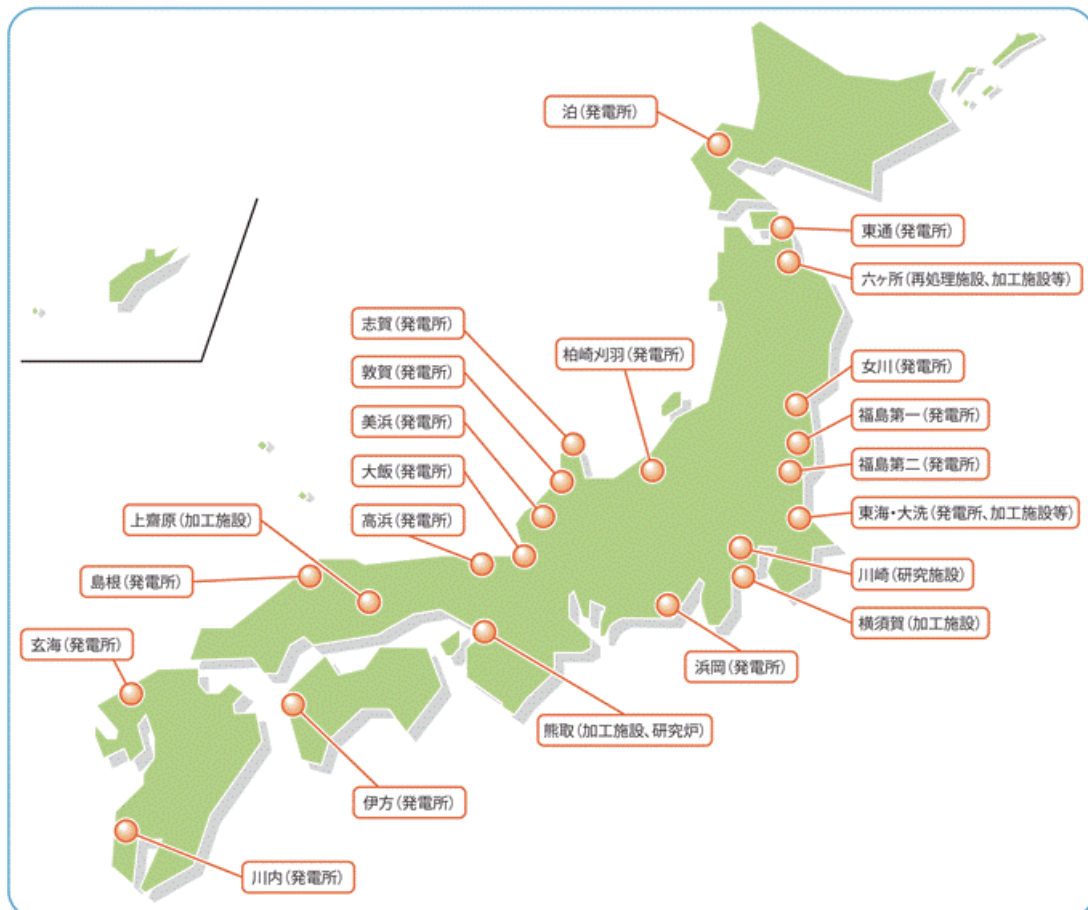 泊(発電所)
東通(発電所)
六ヶ所(再処理施設、加工施設等)
志賀(発電所)
柏崎刈羽(発電所)
敦賀(発電所)
女川(発電所)
美浜(発電所)
福島第一(発電所)
大飯(発電所)
福島第二(発電所)
上齋原(加工施設)
高浜(発電所)
東海・大洗(発電所、加工施設等)
島根(発電所)
川崎(研究施設)
横須賀(加工施設)
玄海(発電所)
浜岡(発電所)
熊取(加工施設、研究炉)
伊方(発電所)
川内(発電所)